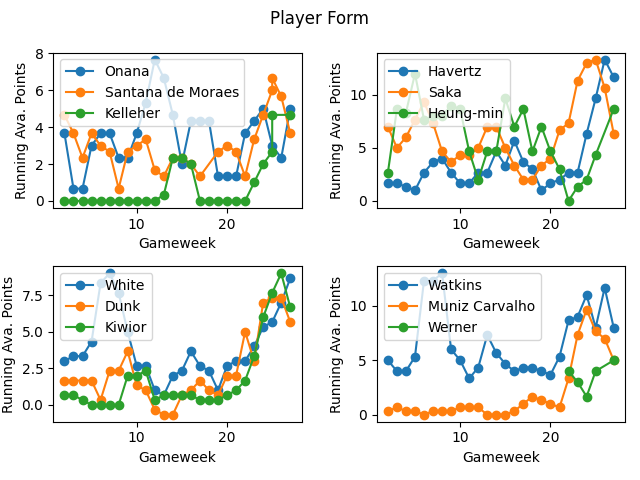 Player Form
Running Ava. Points
8
6
4
2
0
Onana
Santana de Moraes
Kelleher
10
20
Gameweek
Running Ava. Points
10
5
0
Havertz
Saka
Heung-min
10
20
Gameweek
Running Ava. Points
7.5
5.0
2.5
0.0
White
Dunk
Kiwior
10
20
Gameweek
Running Ava. Points
10
5
0
Watkins
Muniz Carvalho
Werner
10
20
Gameweek